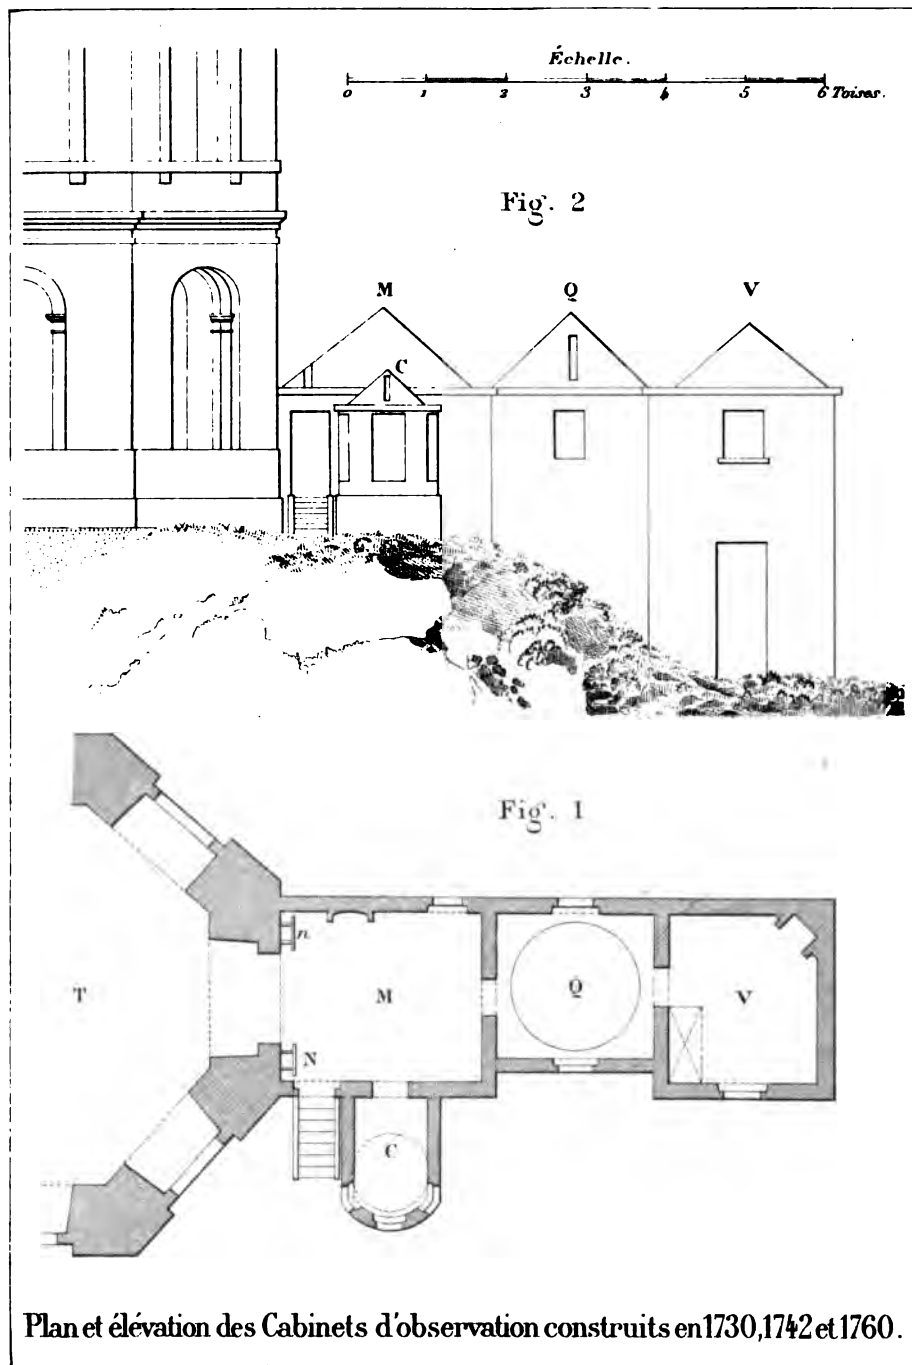 Échelle.
0 1 2 3 4 5 6 Toises.
Fig. 2
M Q V
C
Fig. 1
n
T M Q V
N
C
Plan et élévation des Cabinets d'observation construits en 1730, 1742 et 1760.